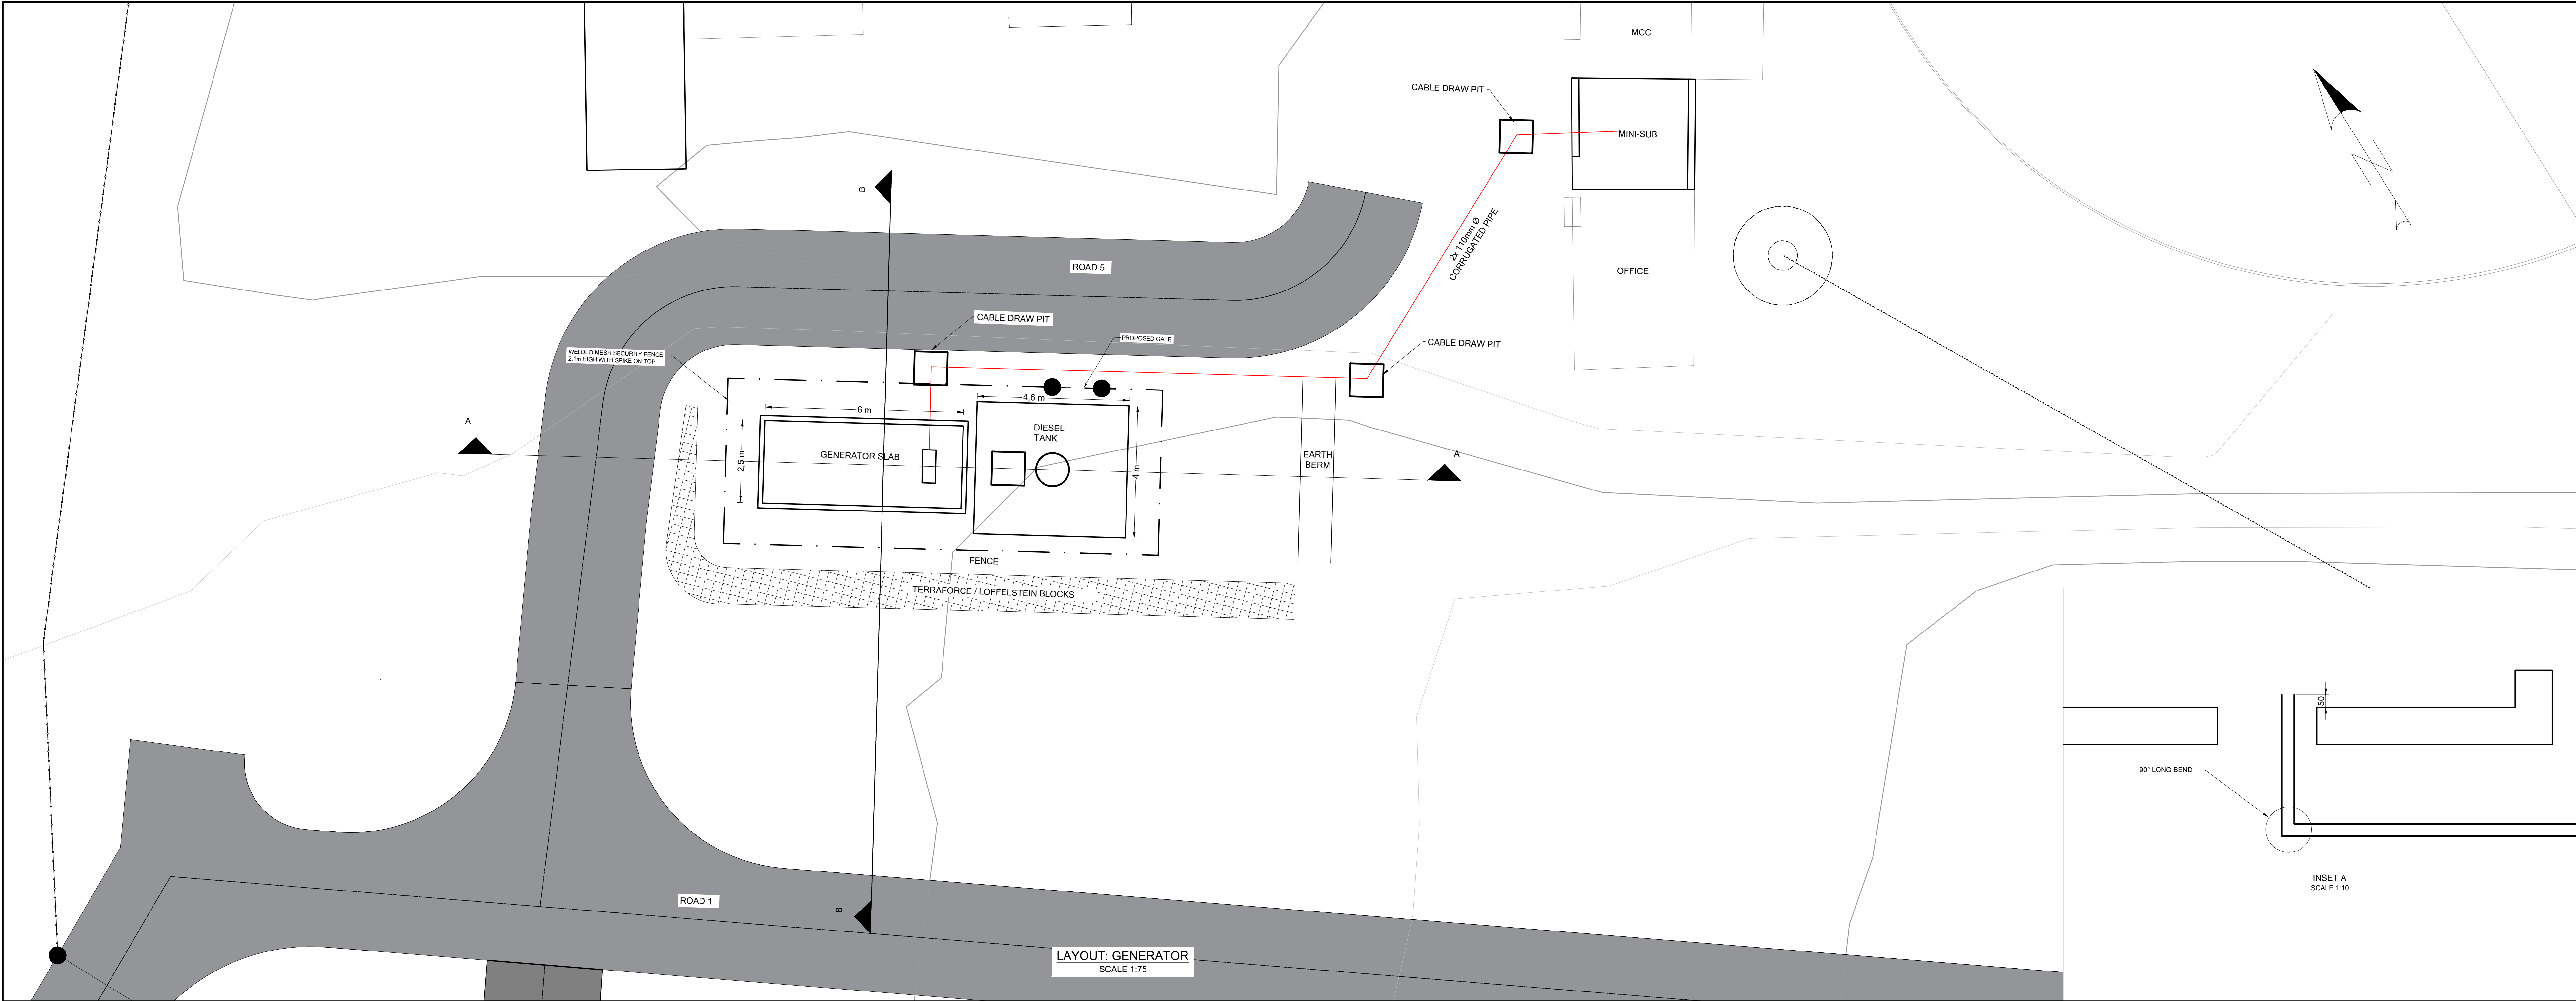 MCC
CABLE DRAW PIT
MINI-SUB
B
2x 110mm Ø
CORRUGATED PIPE
ROAD 5
OFFICE
CABLE DRAW PIT
PROPOSED GATE
CABLE DRAW PIT
WELDED MESH SECURITY FENCE
2.1m HIGH WITH SPIKE ON TOP
6 m
4,6 m
A
DIESEL
TANK
GENERATOR SLAB
2,5 m
4 m
EARTH
BERM
A
FENCE
TERRAFORCE / LOFFELSTEIN BLOCKS
50
90° LONG BEND
INSET A
SCALE 1:10
ROAD 1
B
LAYOUT: GENERATOR
SCALE 1:75
N